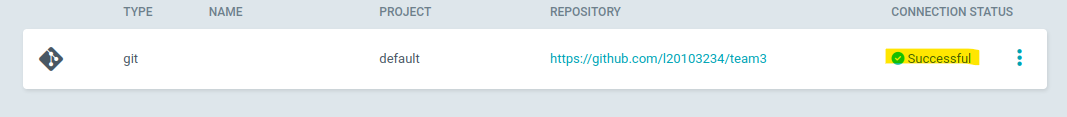 TYPE NAME PROJECT REPOSITORY CONNECTION STATUS
git default https://github.com/l20103234/team3 Successful